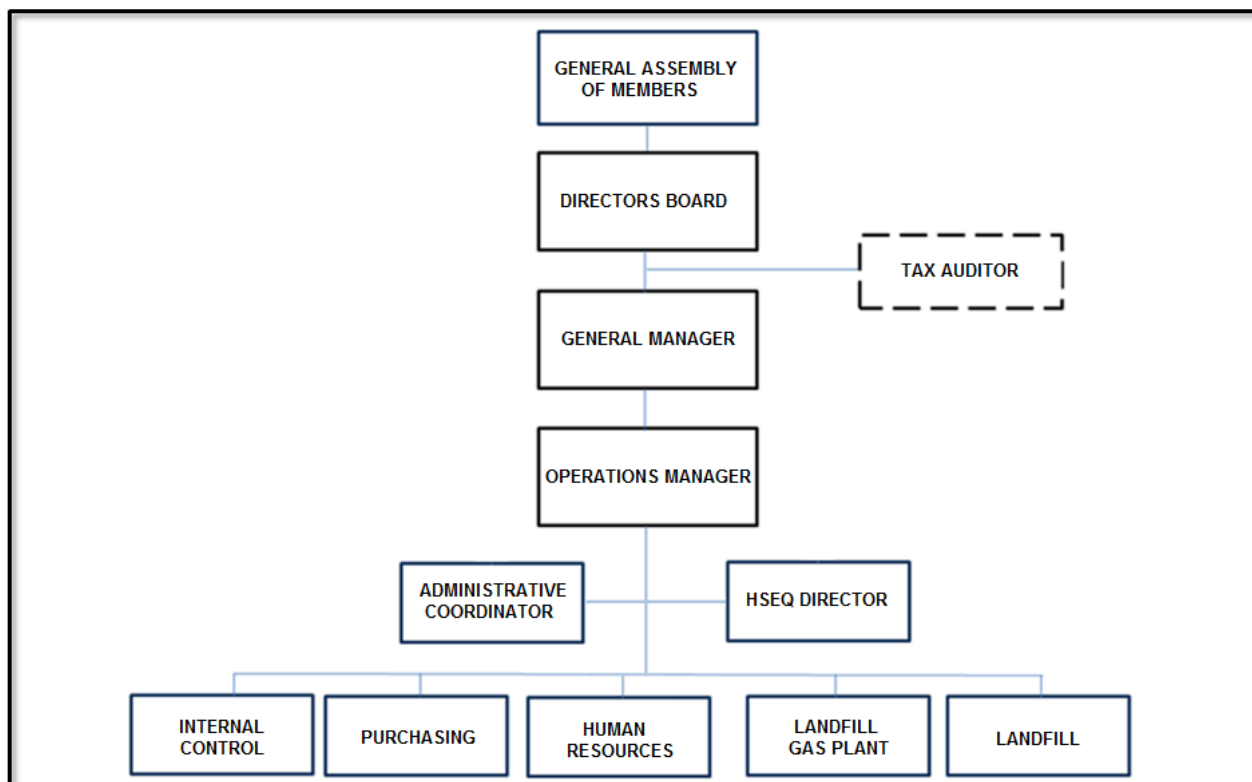 GENERAL ASSEMBLY
OF MEMBERS
DIRECTORS BOARD
TAX AUDITOR
GENERAL MANAGER
OPERATIONS MANAGER
ADMINISTRATIVE
COORDINATOR
HSEQ DIRECTOR
INTERNAL
CONTROL
PURCHASING
HUMAN
RESOURCES
LANDFILL
GAS PLANT
LANDFILL